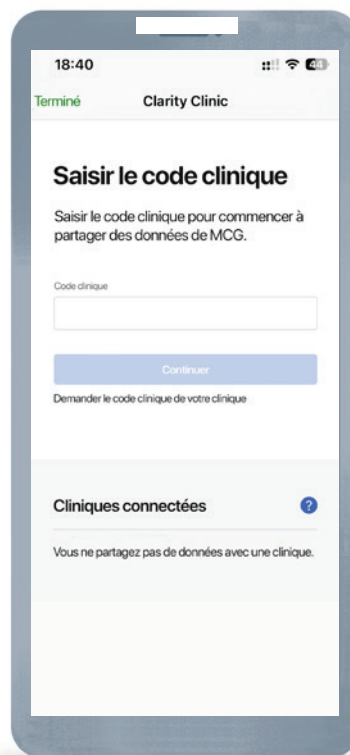 18:40
44
Terminé Clarity Clinic
Saisir le code clinique
Saisir le code clinique pour commencer à
partager des données de MCG.
Code clinique
Continuer
Demander le code clinique de votre clinique
Cliniques connectées ?
Vous ne partagez pas de données avec une clinique.